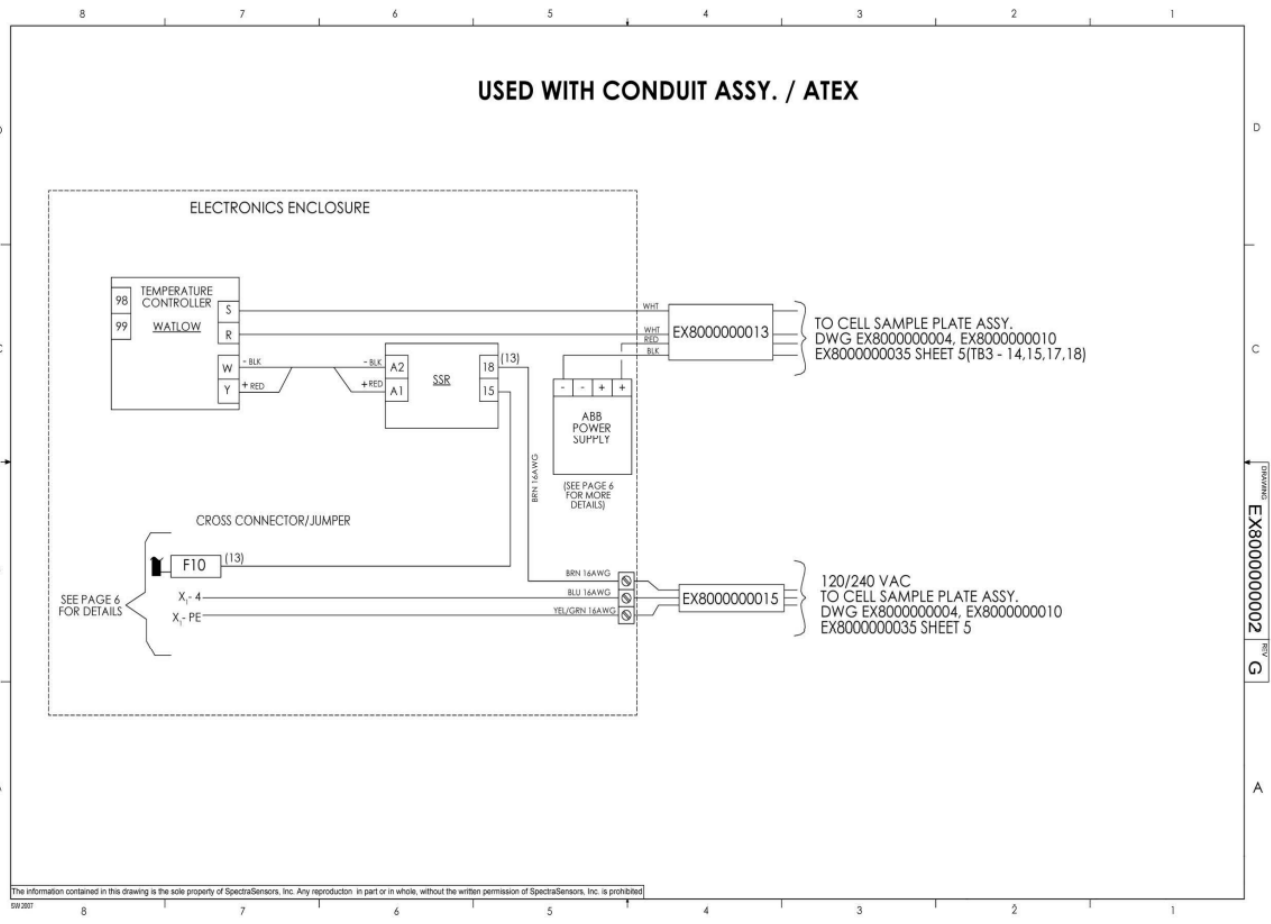 8 7 6 5 4 3 2 1
USED WITH CONDUIT ASSY. / ATEX
D
ELECTRONICS ENCLOSURE
98
99
TEMPERATURE
CONTROLLER
WATLOW
S
R
W
Y
- BLK
+ RED
- BLK
+RED
A2
A1
SSR
18
15
(13)
WHT
WHT
RED
BLK
EX8000000013
TO CELL SAMPLE PLATE ASSY.
DWG EX8000000004, EX8000000010
EX8000000035 SHEET 5(TB3 - 14,15,17,18)
C
- - + +
ABB
POWER
SUPPLY
(SEE PAGE 6
FOR MORE
DETAILS)
BRN 16AWG
CROSS CONNECTOR/JUMPER
F10
(13)
SEE PAGE 6
FOR DETAILS
X1- 4
X1- PE
BRN 16AWG
BLU 16AWG
YEL/GRN 16AWG
EX8000000015
120/240 VAC
TO CELL SAMPLE PLATE ASSY.
DWG EX8000000004, EX8000000010
EX8000000035 SHEET 5
DRAWING
EX8000000002
REV
G
A
The information contained in this drawing is the sole property of SpectraSensors, Inc. Any reproducton in part or in whole, without the written permission of SpectraSensors, Inc. is prohibited
SW 2007
8 7 6 5 4 3 2 1